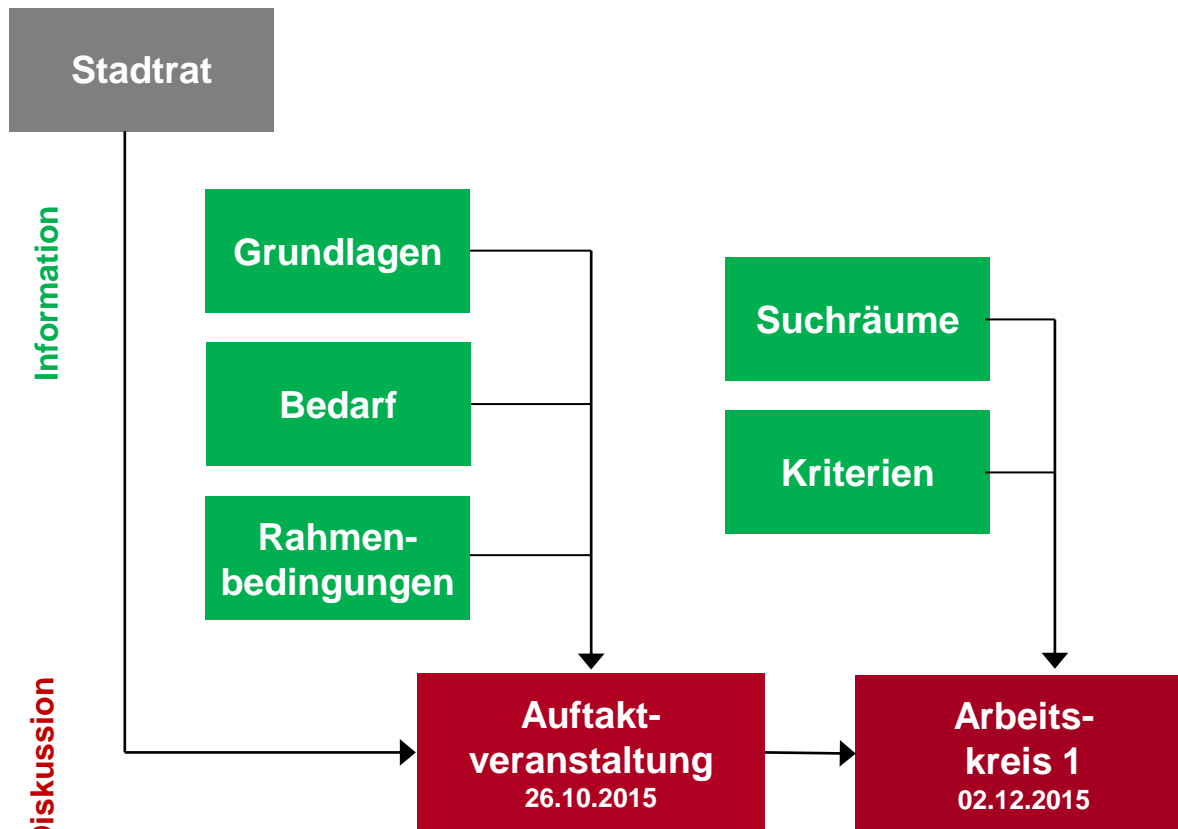 Stadtrat
Information
Grundlagen
Bedarf
Rahmen-
bedingungen
Suchräume
Kriterien
Diskussion
Auftakt-
veranstaltung
26.10.2015
Arbeits-
kreis 1
02.12.2015